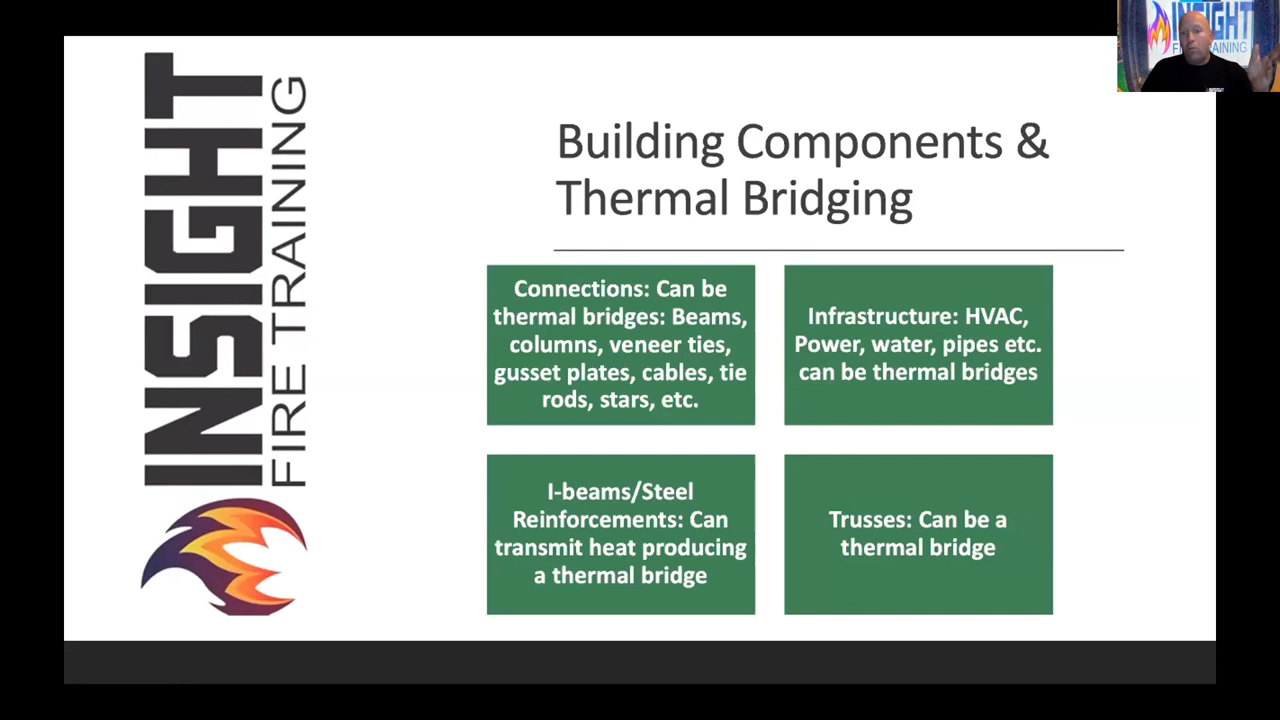 INSIGHT
FIRE TRAINING
Building Components &
Thermal Bridging
Connections: Can be
thermal bridges: Beams,
columns, veneer ties,
gusset plates, cables, tie
rods, stars, etc.
Infrastructure: HVAC,
Power, water, pipes etc.
can be thermal bridges
I-beams/Steel
Reinforcements: Can
transmit heat producing
a thermal bridge
Trusses: Can be a
thermal bridge
INSIGHT
FIRE TRAINING